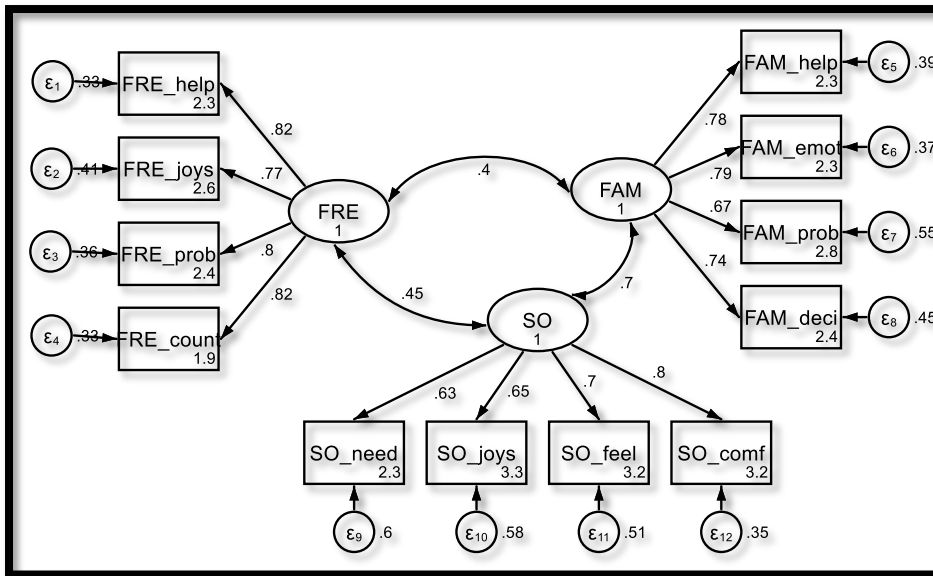 ε1 .33 FRE_help 2.3
ε2 .41 FRE_joys 2.6
ε3 .36 FRE_prob 2.4
ε4 .33 FRE_count 1.9
.82
.77
.8
.82
FRE
1
.4
.45
FAM
1
.7
SO
1
.78
.79
.67
.74
FAM_help 2.3 ε5 .39
FAM_emot 2.3 ε6 .37
FAM_prob 2.8 ε7 .55
FAM_deci 2.4 ε8 .45
.63 .65 .7 .8
SO_need SO_joys SO_feel SO_comf
2.3 3.3 3.2 3.2
ε9 .6 ε10 .58 ε11 .51 ε12 .35